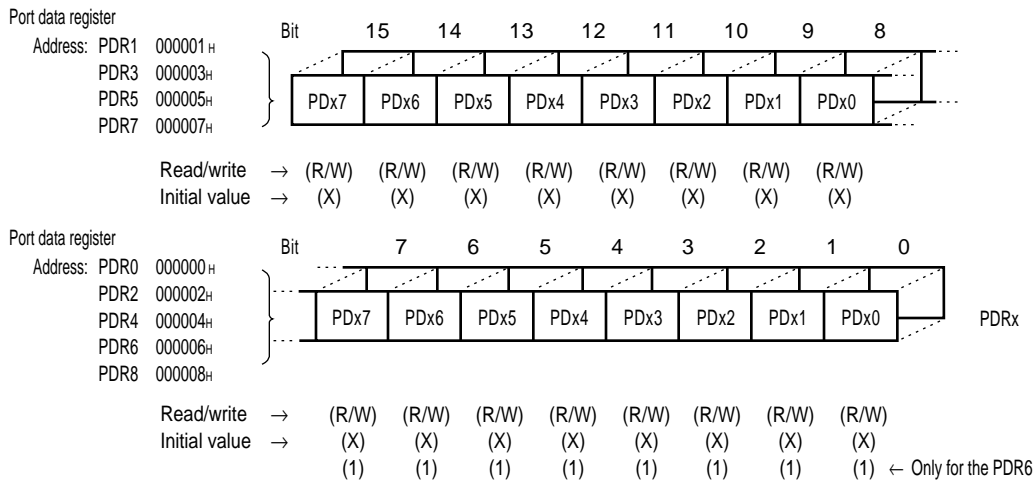 Port data register
Bit 15 14 13 12 11 10 9 8
Address: PDR1 000001H
PDR3 000003H
PDR5 000005H
PDR7 000007H
PDx7 PDx6 PDx5 PDx4 PDx3 PDx2 PDx1 PDx0
Read/write → (R/W) (R/W) (R/W) (R/W) (R/W) (R/W) (R/W) (R/W)
Initial value → (X) (X) (X) (X) (X) (X) (X) (X)
Port data register
Bit 7 6 5 4 3 2 1 0
Address: PDR0 000000H
PDR2 000002H
PDR4 000004H
PDR6 000006H
PDR8 000008H
PDx7 PDx6 PDx5 PDx4 PDx3 PDx2 PDx1 PDx0 PDRx
Read/write → (R/W) (R/W) (R/W) (R/W) (R/W) (R/W) (R/W) (R/W)
Initial value → (X) (X) (X) (X) (X) (X) (X) (X)
(1) (1) (1) (1) (1) (1) (1) (1) ← Only for the PDR6